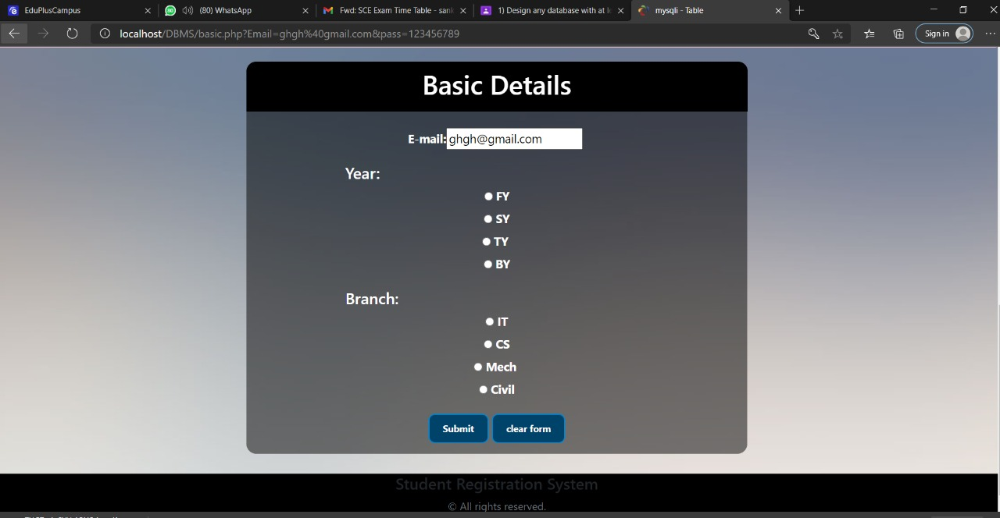 EduPlusCampus
(80) WhatsApp
Fwd: SCE Exam Time Table - san
1) Design any database with at l
mysqli - Table
localhost/DBMS/basic.php?Email=ghgh%40gmail.com&pass=123456789
Sign in
Basic Details
E-mail: ghgh@gmail.com
Year:
FY
SY
TY
BY
Branch:
IT
CS
Mech
Civil
Submit clear form
Student Registration System
© All rights reserved.